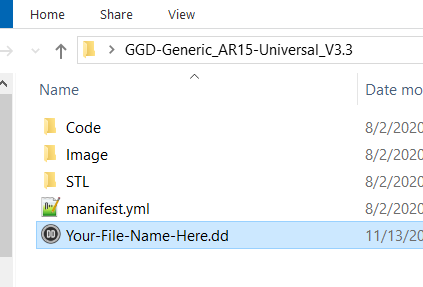 Home Share View
GGD-Generic_AR15-Universal_V3.3
Name Date mo
Code 8/2/2020
Image 8/2/2020
STL 8/2/2020
manifest.yml 8/2/2020
Your-File-Name-Here.dd 11/13/20